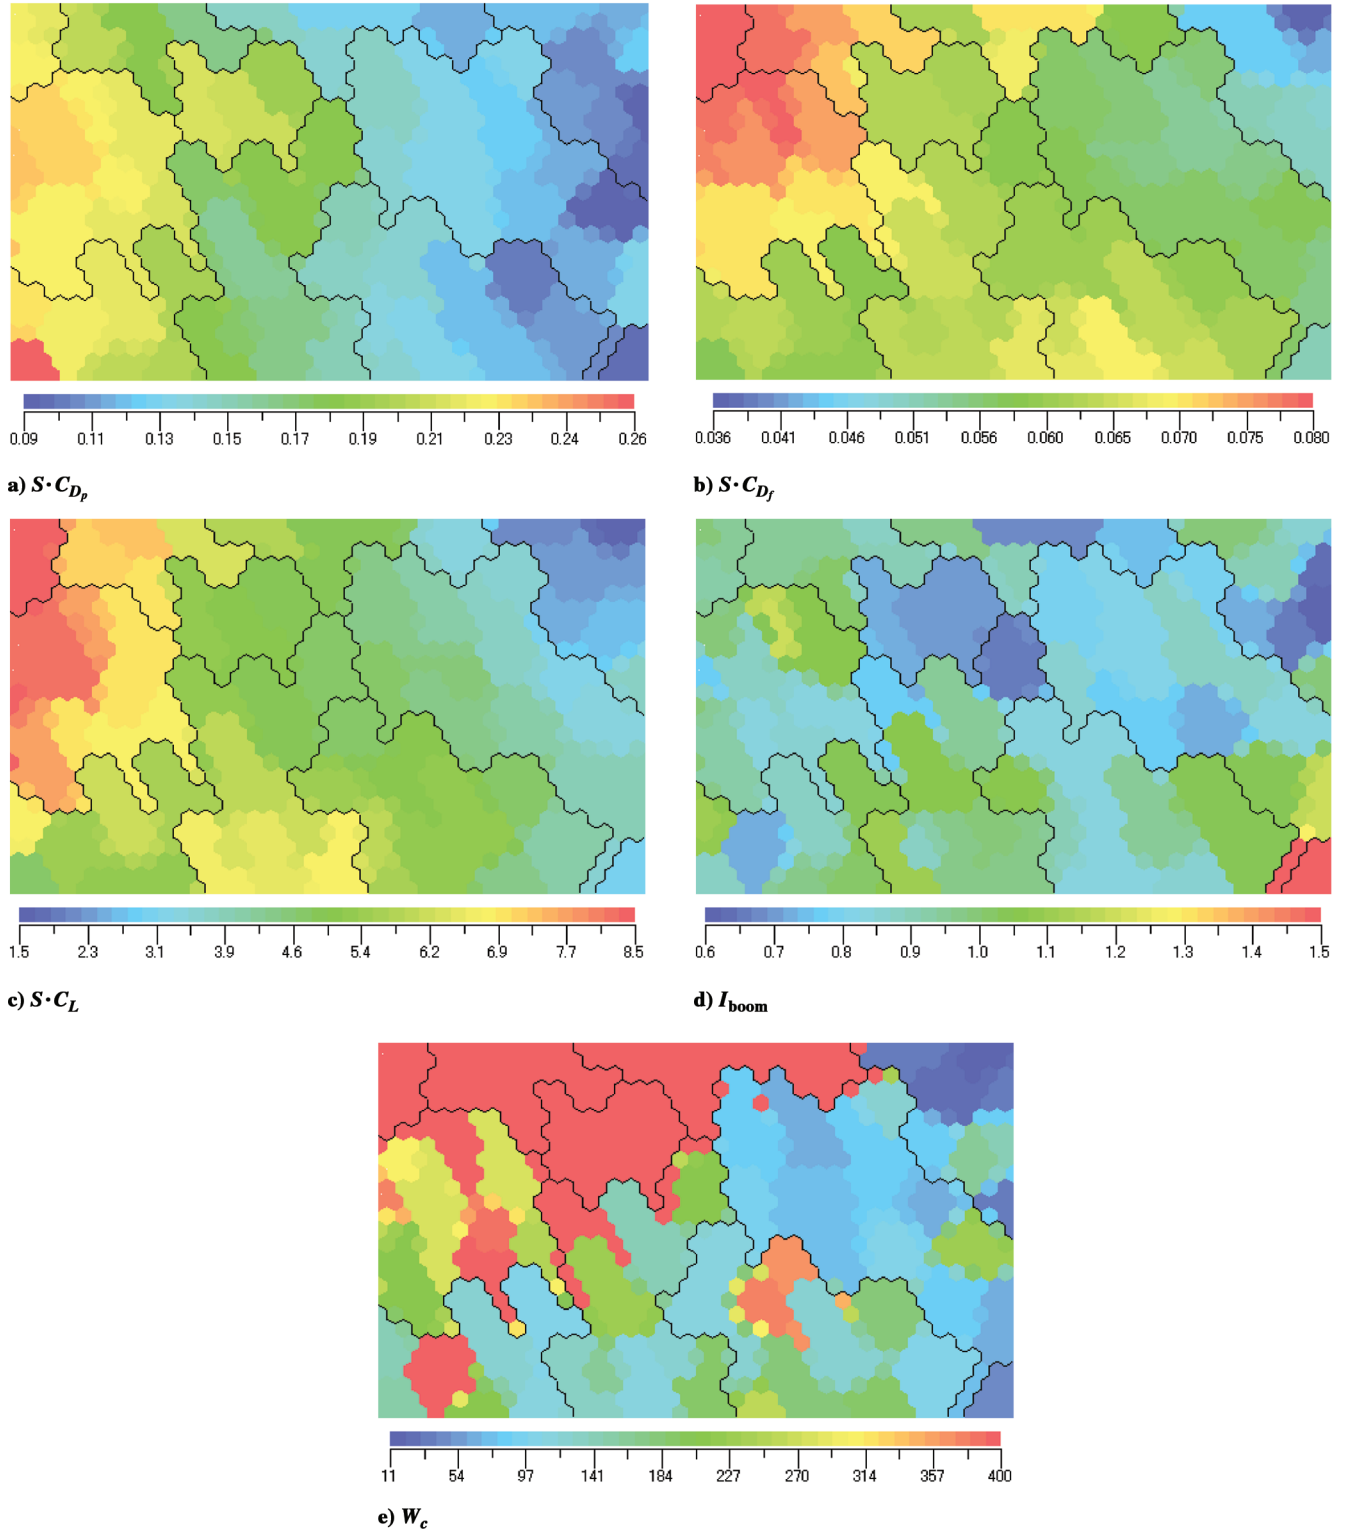 0.09 0.11 0.13 0.15 0.17 0.19 0.21 0.23 0.24 0.26
0.036 0.041 0.046 0.051 0.056 0.060 0.065 0.070 0.075 0.080
a) S·C_{D_p}
b) S·C_{D_f}
1.5 2.3 3.1 3.9 4.6 5.4 6.2 6.9 7.7 8.5
0.6 0.7 0.8 0.9 1.0 1.1 1.2 1.3 1.4 1.5
c) S·C_L
d) I_boom
11 54 97 141 184 227 270 314 357 400
e) W_c